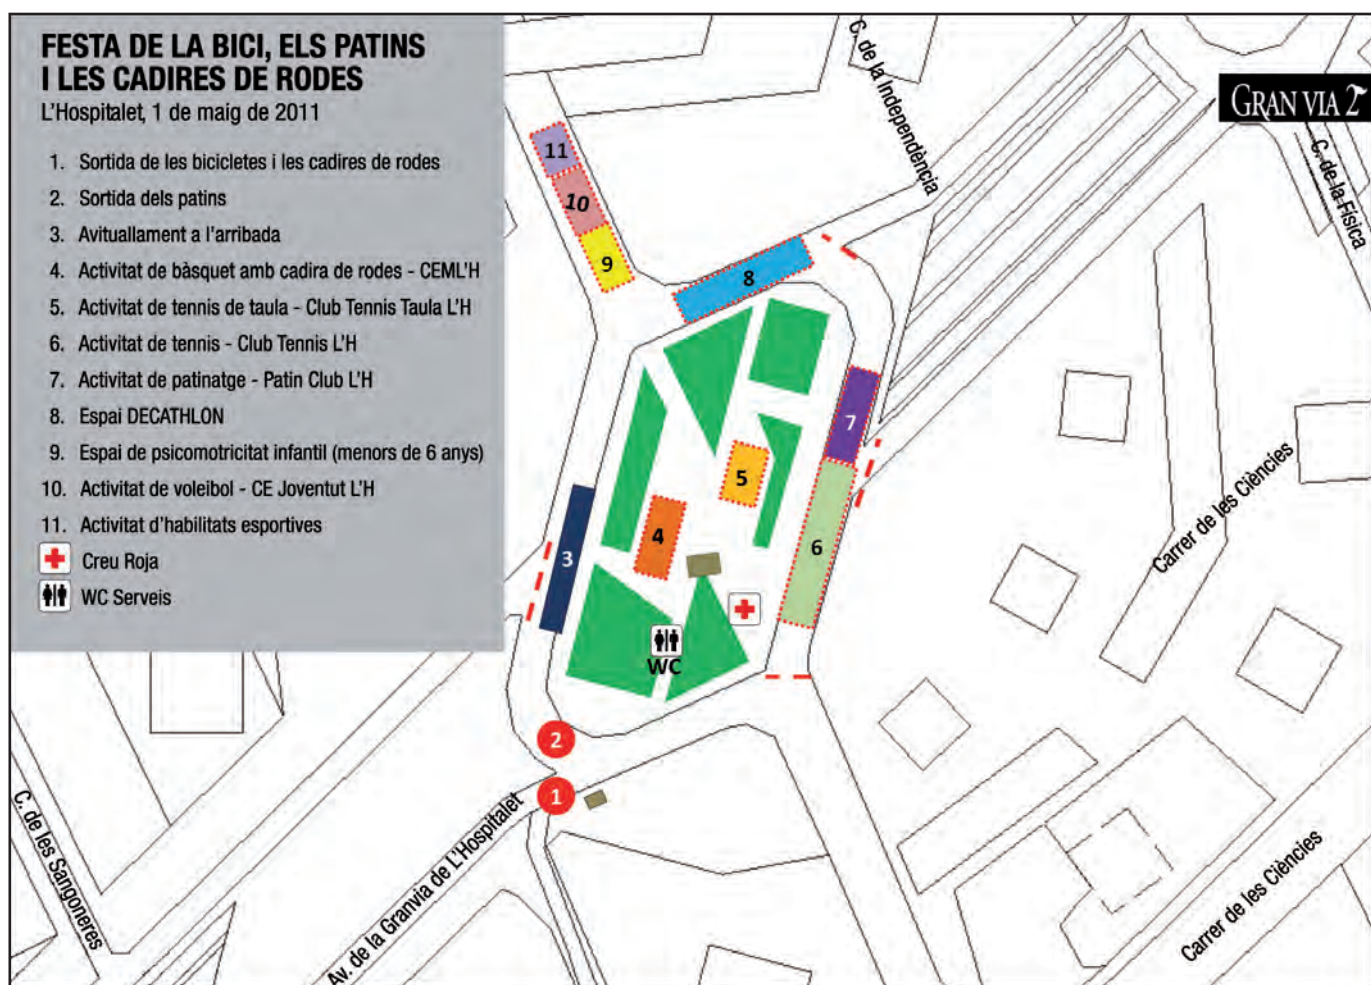 FESTA DE LA BICI, ELS PATINS
I LES CADIRES DE RODES
L'Hospitalet, 1 de maig de 2011
1. Sortida de les bicicletes i les cadires de rodes
2. Sortida dels patins
3. Avituallament a l'arribada
4. Activitat de bàsquet amb cadira de rodes - CEML'H
5. Activitat de tennis de taula - Club Tennis Taula L'H
6. Activitat de tennis - Club Tennis L'H
7. Activitat de patinatge - Patin Club L'H
8. Espai DECATHLON
9. Espai de psicomotricitat infantil (menors de 6 anys)
10. Activitat de voleibol - CE Joventut L'H
11. Activitat d'habilitats esportives
Creu Roja
WC Serveis
C. de la Independència
GRAN VIA 2
C. de la Física
11
10
9
8
7
5
4
3
6
WC
2
1
Carrer de les Ciències
C. de les Sangoneres
Av. de la Granvia de L'Hospitalet
Carrer de les Ciències